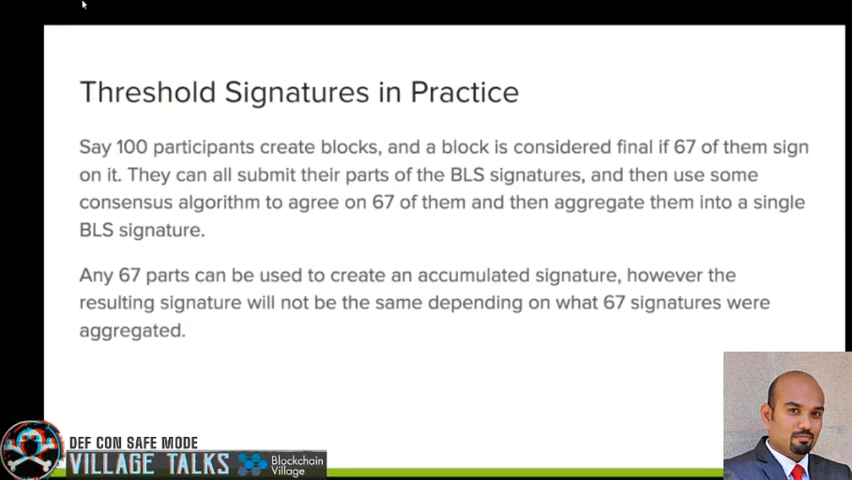 Threshold Signatures in Practice
Say 100 participants create blocks, and a block is considered final if 67 of them sign
on it. They can all submit their parts of the BLS signatures, and then use some
consensus algorithm to agree on 67 of them and then aggregate them into a single
BLS signature.
Any 67 parts can be used to create an accumulated signature, however the
resulting signature will not be the same depending on what 67 signatures were
aggregated.
DEF CON SAFE MODE
VILLAGE TALKS
Blockchain
Village